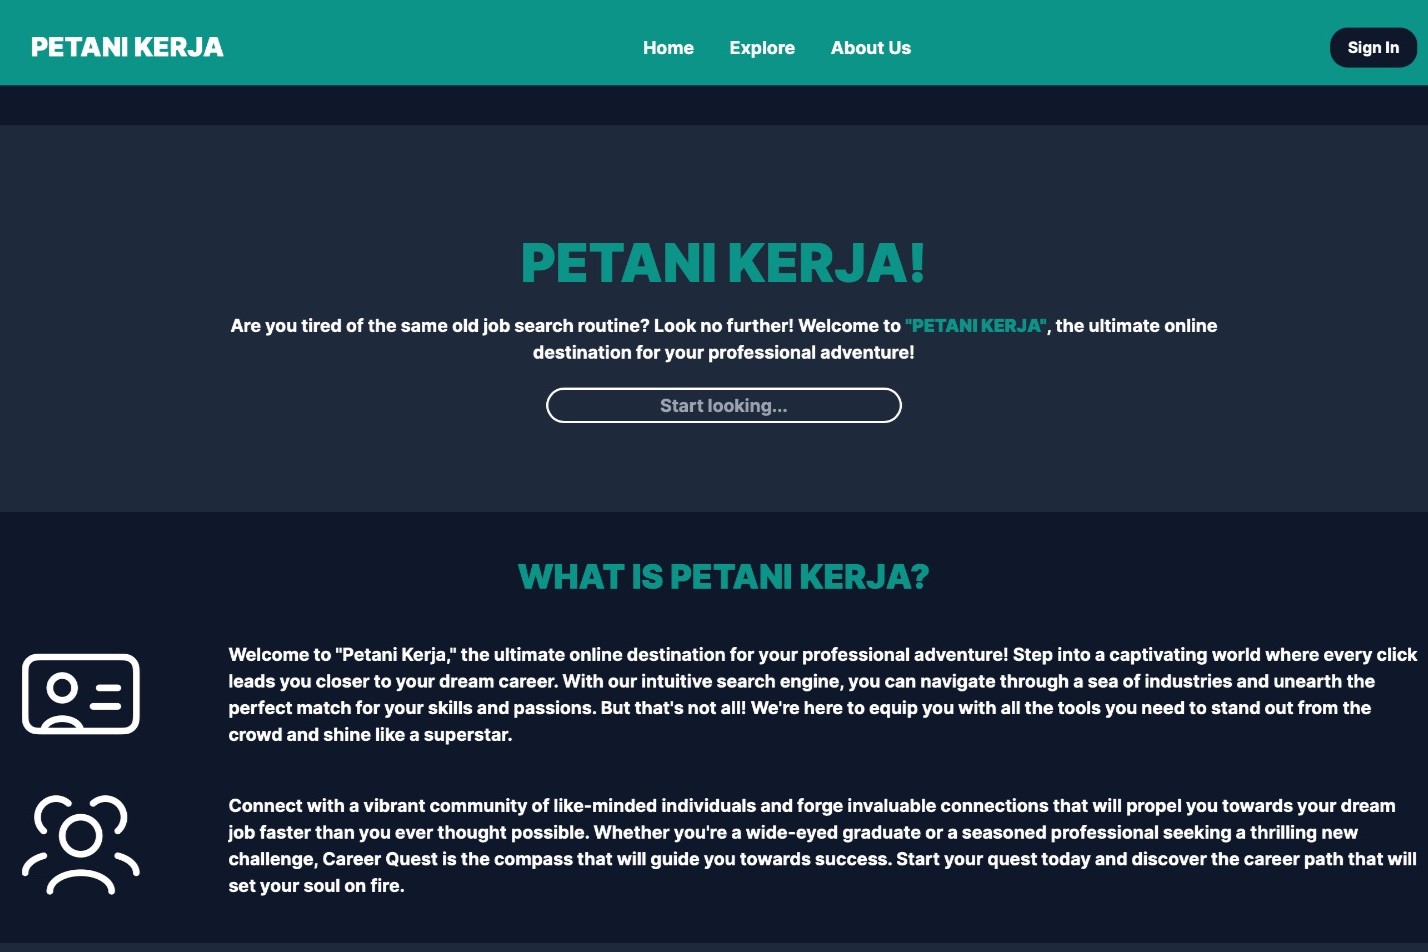 PETANI KERJA
Home
Explore
About Us
Sign In
PETANI KERJA!
Are you tired of the same old job search routine? Look no further! Welcome to "PETANI KERJA", the ultimate online
destination for your professional adventure!
Start looking...
WHAT IS PETANI KERJA?
Welcome to "Petani Kerja," the ultimate online destination for your professional adventure! Step into a captivating world where every click
leads you closer to your dream career. With our intuitive search engine, you can navigate through a sea of industries and unearth the
perfect match for your skills and passions. But that's not all! We're here to equip you with all the tools you need to stand out from the
crowd and shine like a superstar.
Connect with a vibrant community of like-minded individuals and forge invaluable connections that will propel you towards your dream
job faster than you ever thought possible. Whether you're a wide-eyed graduate or a seasoned professional seeking a thrilling new
challenge, Career Quest is the compass that will guide you towards success. Start your quest today and discover the career path that will
set your soul on fire.